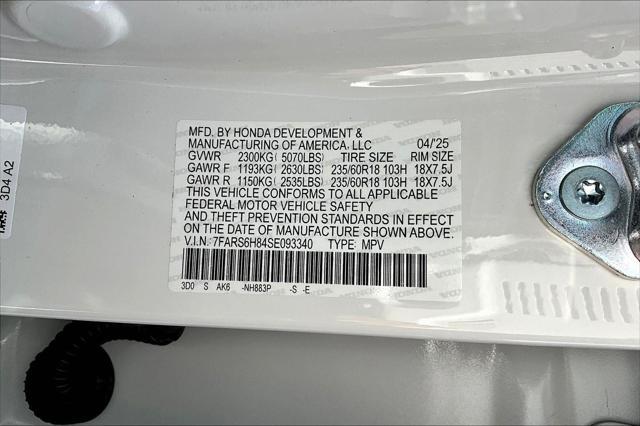 3D4 A2
MFD. BY HONDA DEVELOPMENT &
MANUFACTURING OF AMERICA, LLC 04/'25
GVWR 2300KG( 5070LBS) TIRE SIZE RIM SIZE
GAWR F 1193KG( 2630LBS) 235/60R18 103H 18X7.5J
GAWR R 1150KG( 2535LBS) 235/60R18 103H 18X7.5J
THIS VEHICLE CONFORMS TO ALL APPLICABLE
FEDERAL MOTOR VEHICLE SAFETY
AND THEFT PREVENTION STANDARDS IN EFFECT
ON THE DATE OF MANUFACTURE SHOWN ABOVE.
V.I.N: 7FARS6H84SE093340 TYPE: MPV
3D0 S AK6 -NH883P -S -E